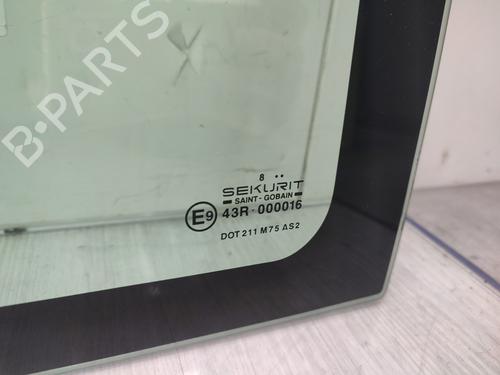 B-PARTS
8 ..
SEKURIT
SAINT-GOBAIN
E9 43R-000016
DOT 211 M75 AS2